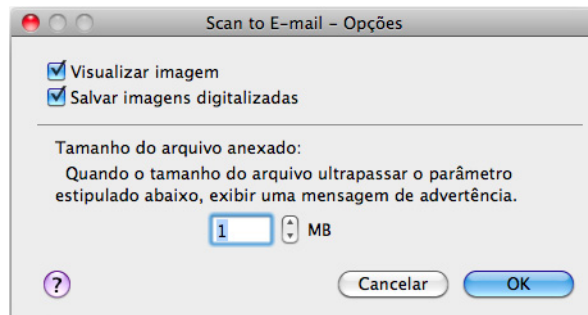 Scan to E-mail – Opções
Visualizar imagem
Salvar imagens digitalizadas
Tamanho do arquivo anexado:
Quando o tamanho do arquivo ultrapassar o parâmetro
estipulado abaixo, exibir uma mensagem de advertência.
1 MB
? Cancelar OK